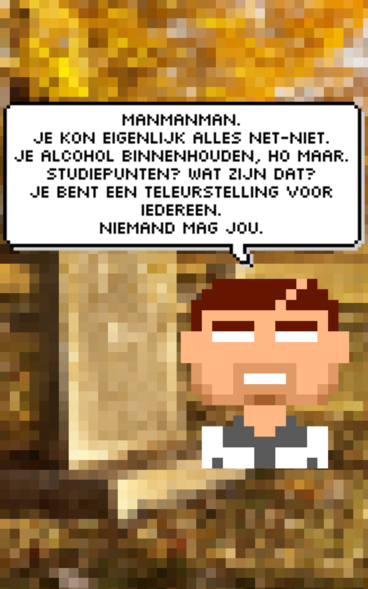 MANMANMAN.
JE KON EIGENLIJK ALLES NET-NIET.
JE ALCOHOL BINNENHOUDEN, HO MAAR.
STUDIEPUNTEN? WAT ZIJN DAT?
JE BENT EEN TELEURSTELLING VOOR
IEDEREEN.
NIEMAND MAG JOU.